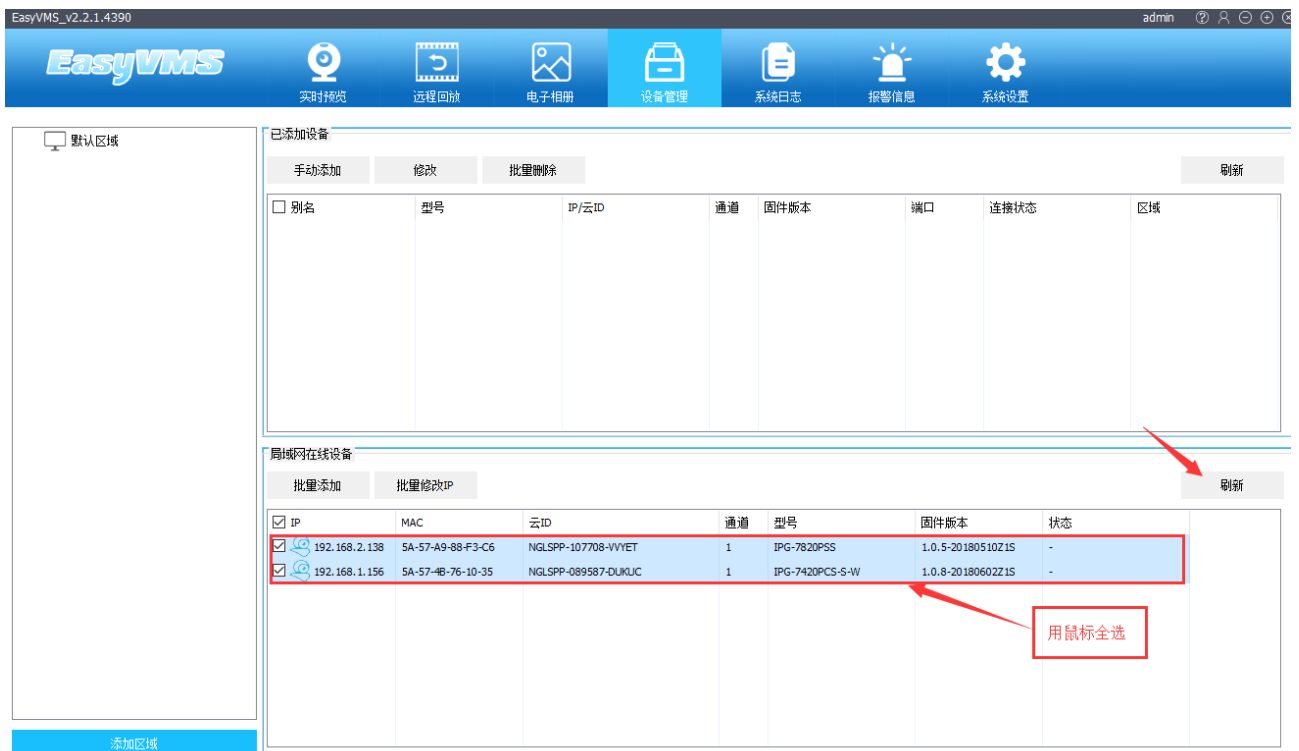 EasyVMS_v2.2.1.4390 admin
EasyVMS
实时预览 远程回放 电子相册 设备管理 系统日志 报警信息 系统设置
默认区域
已添加设备
手动添加 修改 批里删除 刷新
别名 型号 IP/云ID 通道 固件版本 端口 连接状态 区域
局域网在线设备
批里添加 批里修改IP 刷新
IP MAC 云ID 通道 型号 固件版本 状态
192.168.2.138 5A-57-A9-88-F3-C6 NGLSPP-107708-VVYET 1 IPG-7820PSS 1.0.5-20180510Z1S -
192.168.1.156 5A-57-4B-76-10-35 NGLSPP-089587-DUKUC 1 IPG-7420PCS-S-W 1.0.8-20180602Z1S -
用鼠标全选
添加区域